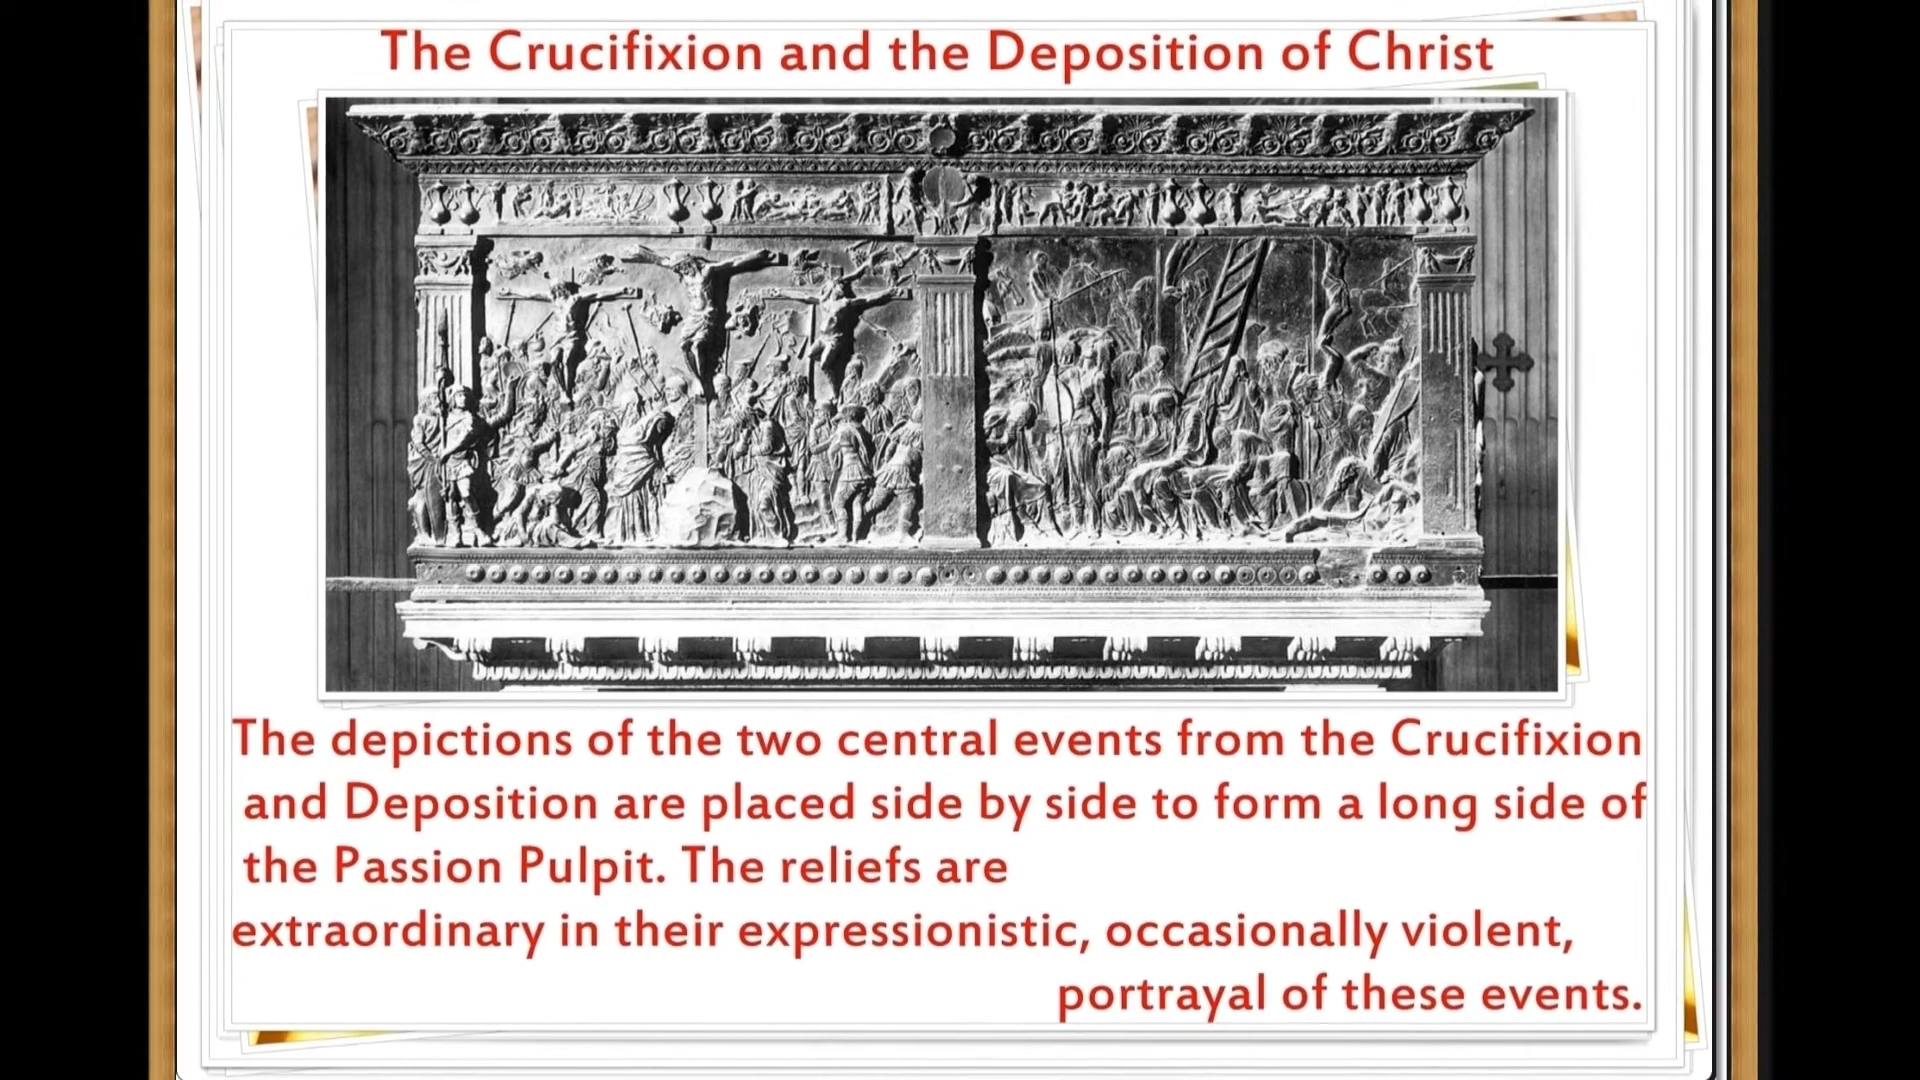 The Crucifixion and the Deposition of Christ
The depictions of the two central events from the Crucifixion
and Deposition are placed side by side to form a long side of
the Passion Pulpit. The reliefs are
extraordinary in their expressionistic, occasionally violent,
portrayal of these events.